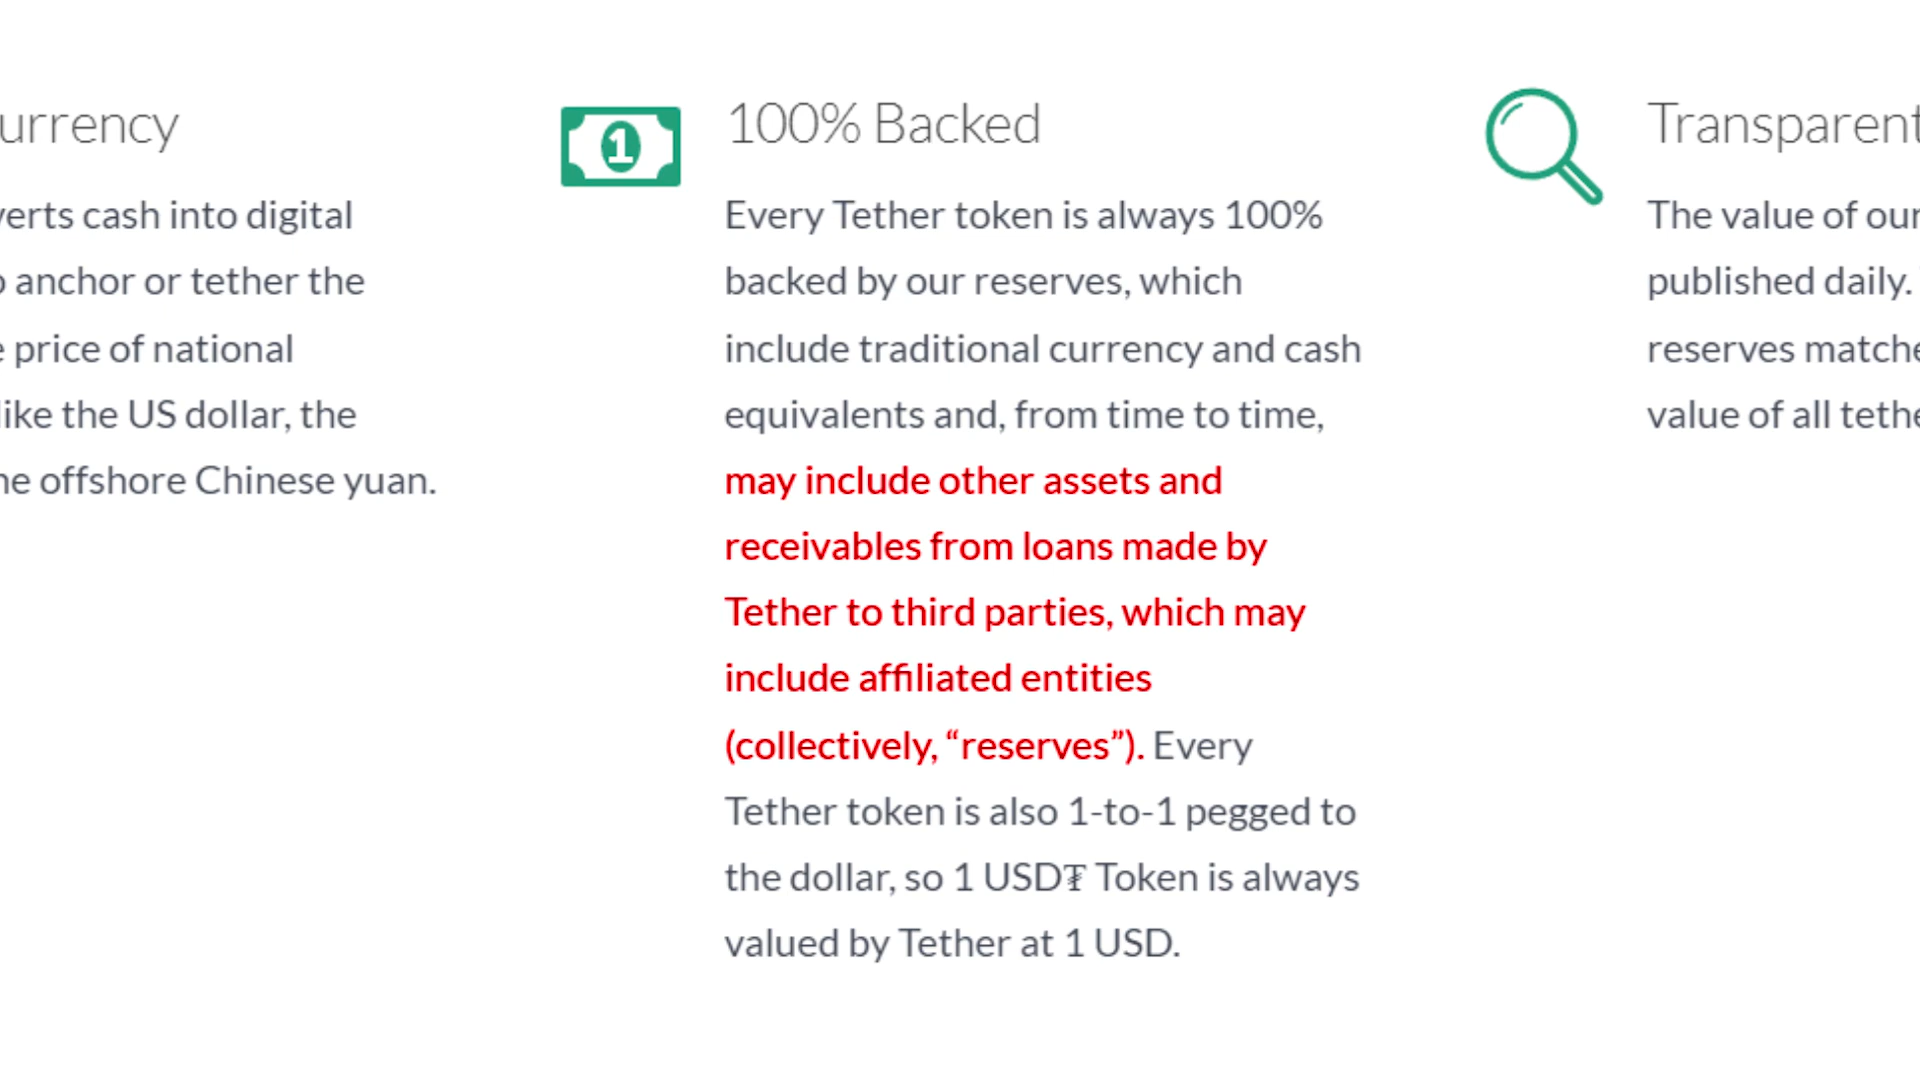 urrency
verts cash into digital
anchor or tether the
price of national
like the US dollar, the
offshore Chinese yuan.
1
100% Backed
Every Tether token is always 100%
backed by our reserves, which
include traditional currency and cash
equivalents and, from time to time,
may include other assets and
receivables from loans made by
Tether to third parties, which may
include affiliated entities
(collectively, “reserves”). Every
Tether token is also 1-to-1 pegged to
the dollar, so 1 USD₮ Token is always
valued by Tether at 1 USD.
Transparent
The value of our
published daily.
reserves matche
value of all tethe